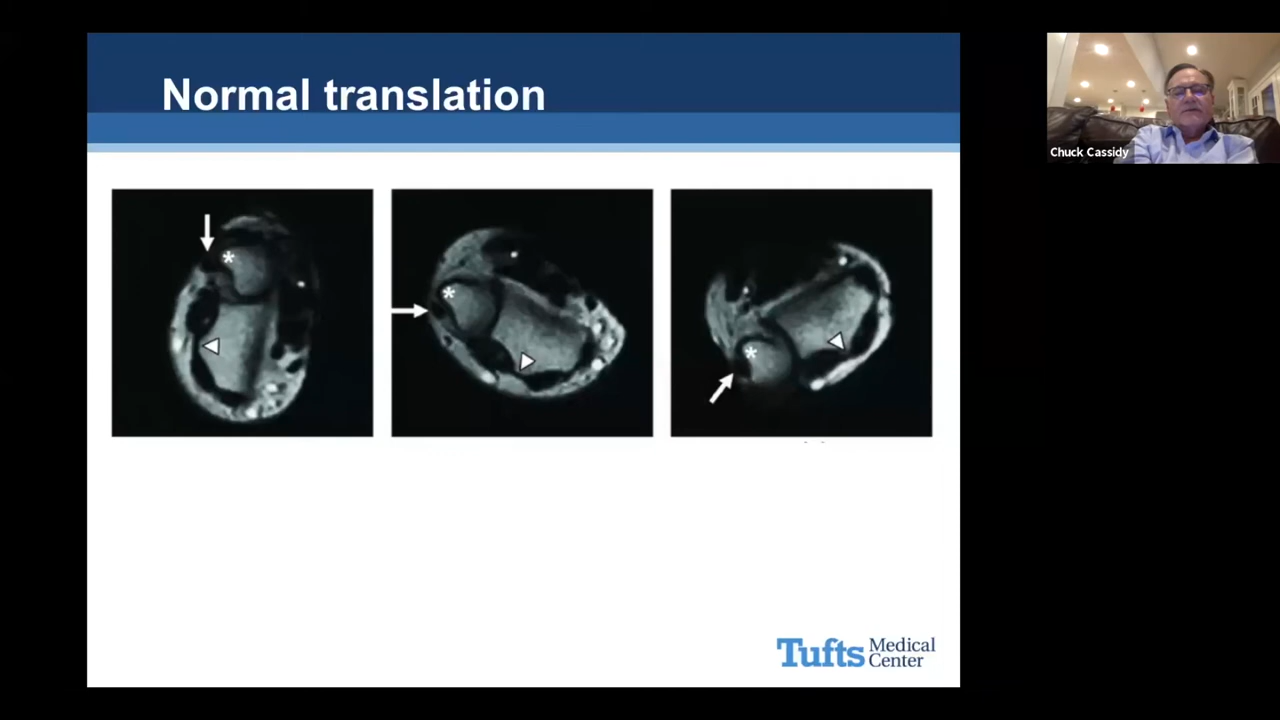 Normal translation
Chuck Cassidy
*
*
*
Tufts Medical
Center